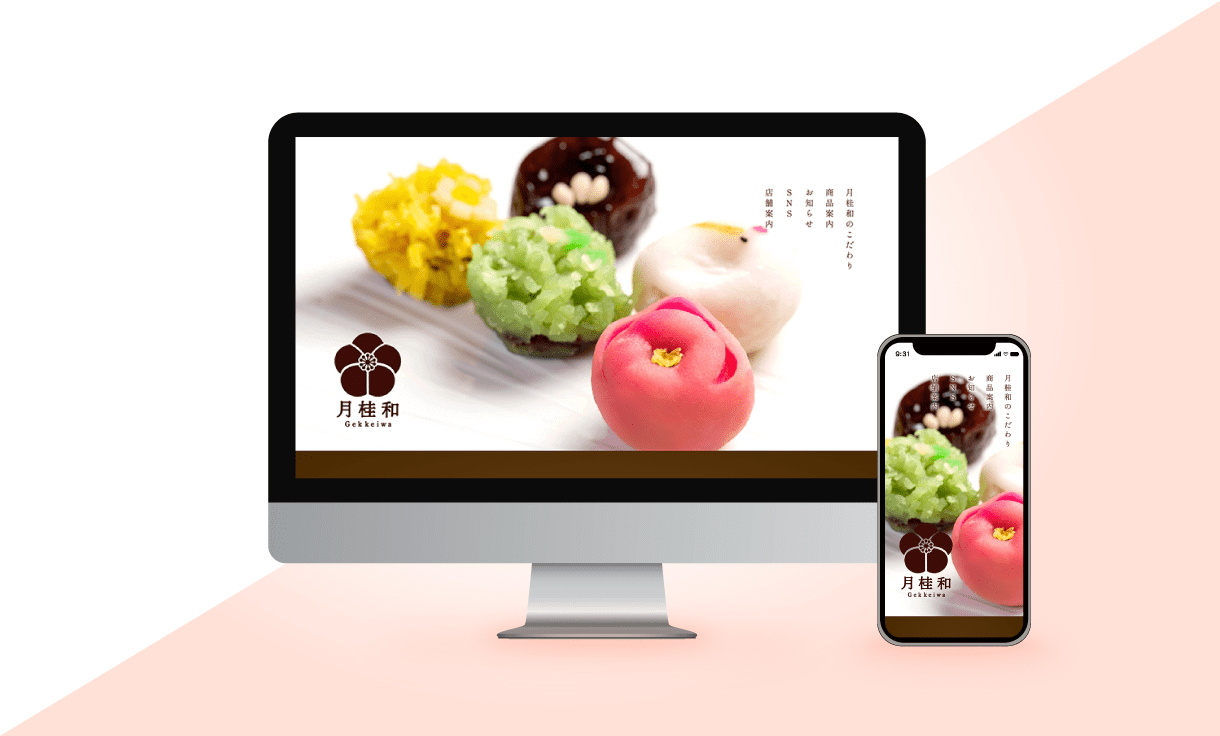 月桂和のこだわり
商品案内
お知らせ
SNS
店舗案内
月桂和
Gekkeiwa
9:31
月桂和のこだわり
商品案内
お知らせ
SNS
店舗案内
月桂和
Gekkeiwa